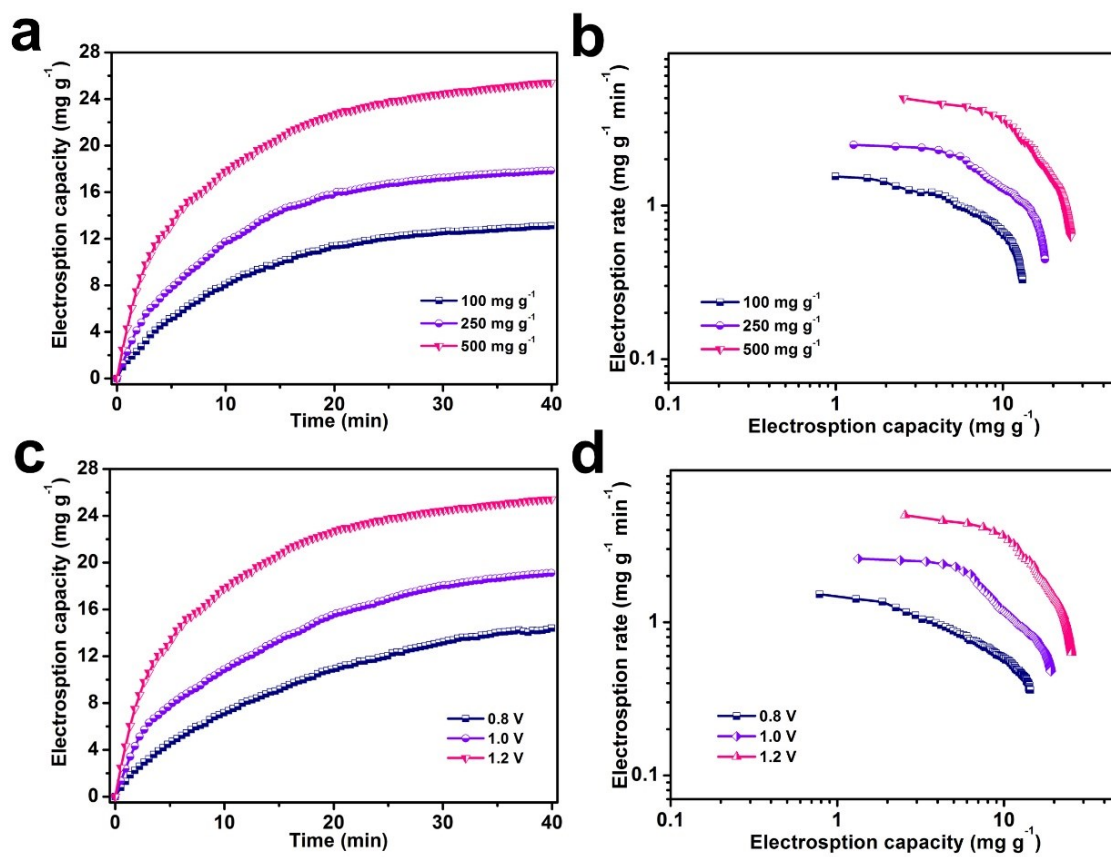 a
Electrosption capacity (mg g⁻¹)
28
24
20
16
12
8
4
0
100 mg g⁻¹
250 mg g⁻¹
500 mg g⁻¹
0 10 20 30 40
Time (min)
b
Electrosption rate (mg g⁻¹ min⁻¹)
1
0.1
100 mg g⁻¹
250 mg g⁻¹
500 mg g⁻¹
0.1 1 10
Electrosption capacity (mg g⁻¹)
c
Electrosption capacity (mg g⁻¹)
28
24
20
16
12
8
4
0
0.8 V
1.0 V
1.2 V
0 10 20 30 40
Time (min)
d
Electrosption rate (mg g⁻¹ min⁻¹)
1
0.1
0.8 V
1.0 V
1.2 V
0.1 1 10
Electrosption capacity (mg g⁻¹)